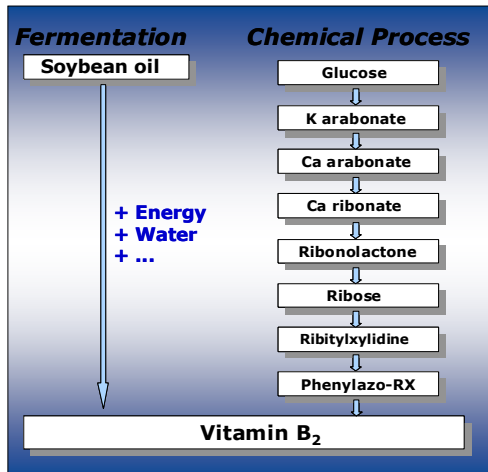 Fermentation
Soybean oil
+ Energy
+ Water
+ ...
Chemical Process
Glucose
K arabonate
Ca arabonate
Ca ribonate
Ribonolactone
Ribose
Ribitylxylidine
Phenylazo-RX
Vitamin B₂